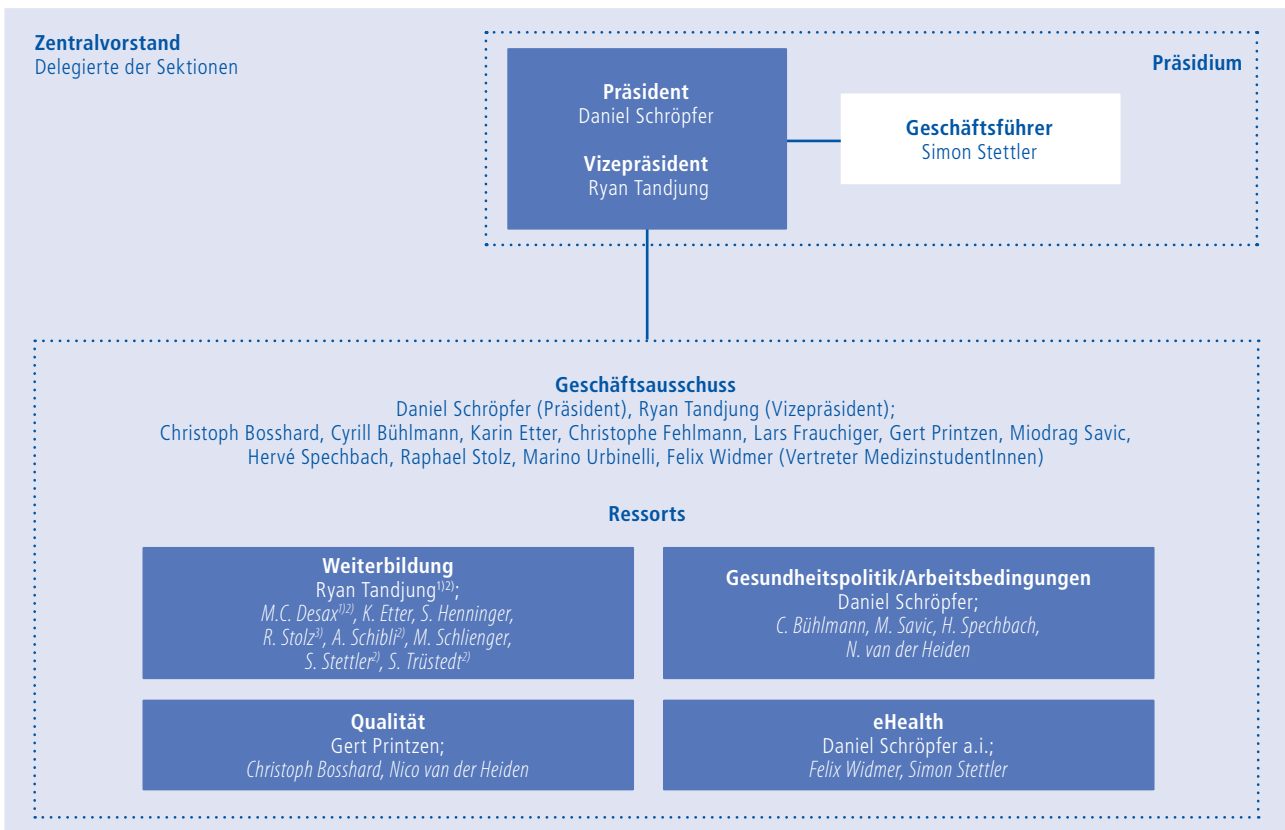 Zentralvorstand
Delegierte der Sektionen
Präsidium
Präsident
Daniel Schröpfer
Vizepräsident
Ryan Tandjung
Geschäftsführer
Simon Stettler
Geschäftsausschuss
Daniel Schröpfer (Präsident), Ryan Tandjung (Vizepräsident);
Christoph Bosshard, Cyrill Bühlmann, Karin Etter, Christophe Fehlmann, Lars Frauchiger, Gert Printzen, Miodrag Savic,
Hervé Spechbach, Raphael Stolz, Marino Urbinelli, Felix Widmer (Vertreter MedizinstudentInnen)
Ressorts
Weiterbildung
Ryan Tandjung¹⁾²⁾;
M.C. Desax¹⁾²⁾, K. Etter, S. Henninger,
R. Stolz³⁾, A. Schibli²⁾, M. Schlienger,
S. Stettler²⁾, S. Trüstedt²⁾
Gesundheitspolitik/Arbeitsbedingungen
Daniel Schröpfer;
C. Bühlmann, M. Savic, H. Spechbach,
N. van der Heiden
Qualität
Gert Printzen;
Christoph Bosshard, Nico van der Heiden
eHealth
Daniel Schröpfer a.i.;
Felix Widmer, Simon Stettler